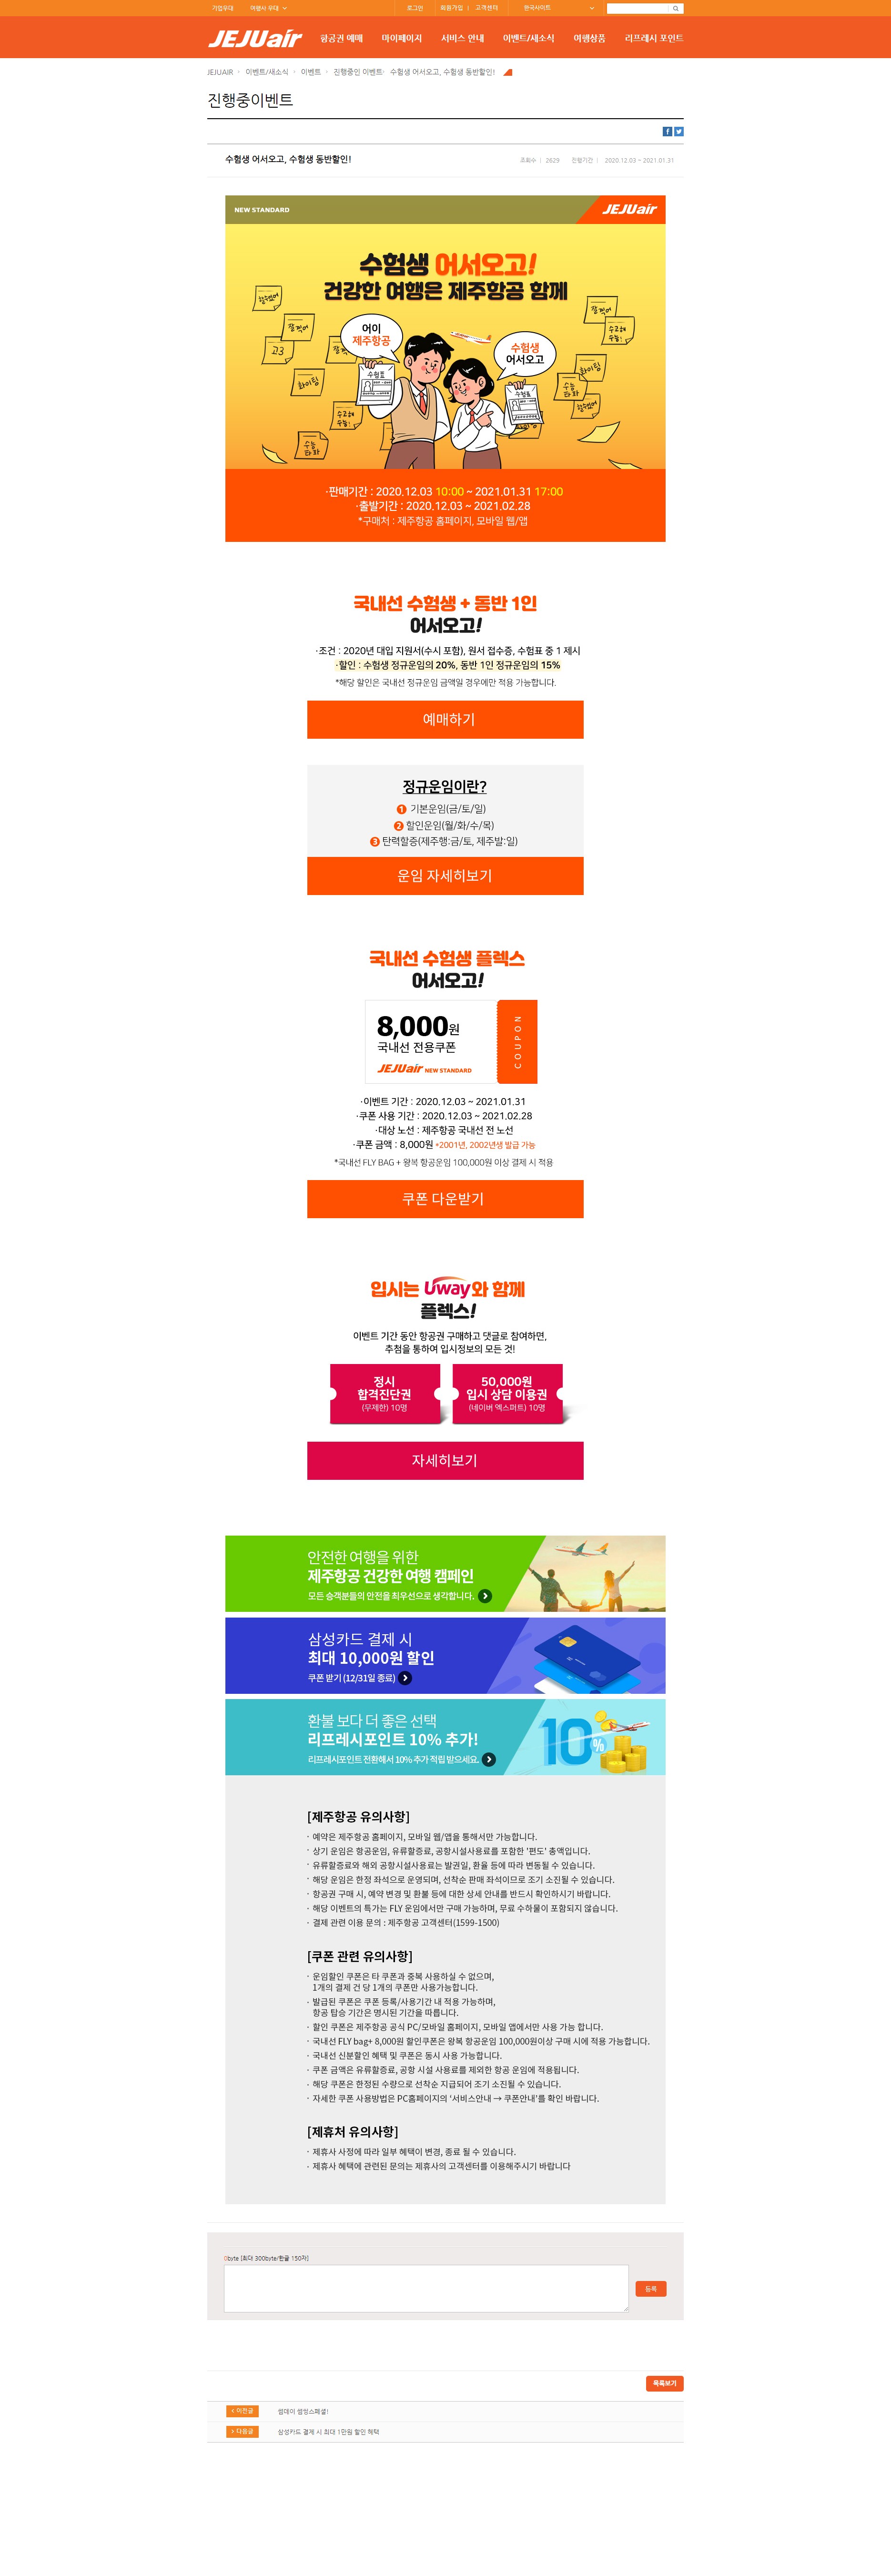 기업우대
여행사 우대
로그인
회원가입 | 고객센터
한국사이트
JEJUair
항공권 예매
마이페이지
서비스 안내
이벤트/새소식
여행상품
리프레시 포인트
JEJUAIR > 이벤트/새소식 > 이벤트 > 진행중인 이벤트 수험생 어서오고, 수험생 동반할인!
진행중이벤트
수험생 어서오고, 수험생 동반할인!
조회수 | 2629 진행기간 | 2020.12.03 ~ 2021.01.31
NEW STANDARD
JEJUair
수험생 어서오고!
건강한 여행은 제주항공 함께
찰떡어
고3
화이팅
수능
대박
어이
제주항공
수험생
어서오고
수험표
수험표
·판매기간 : 2020.12.03 10:00 ~ 2021.01.31 17:00
·출발기간 : 2020.12.03 ~ 2021.02.28
*구매처 : 제주항공 홈페이지, 모바일 웹/앱
국내선 수험생 + 동반 1인
어서오고!
·조건 : 2020년 대입 지원서(수시 포함), 원서 접수증, 수험표 중 1 제시
·할인 : 수험생 정규운임의 20%, 동반 1인 정규운임의 15%
*해당 할인은 국내선 정규운임 금액일 경우에만 적용 가능합니다.
예매하기
정규운임이란?
1 기본운임(금/토/일)
2 할인운임(월/화/수/목)
3 탄력할증(제주행:금/토, 제주발:일)
운임 자세히보기
국내선 수험생 플렉스
어서오고!
8,000원
국내선 전용쿠폰
JEJUair NEW STANDARD
COUPON
·이벤트 기간 : 2020.12.03 ~ 2021.01.31
·쿠폰 사용 기간 : 2020.12.03 ~ 2021.02.28
·대상 노선 : 제주항공 국내선 전 노선
·쿠폰 금액 : 8,000원 *2001년, 2002년생 발급 가능
*국내선 FLY BAG + 왕복 항공운임 100,000원 이상 결제 시 적용
쿠폰 다운받기
입시는 Uway와 함께
플렉스!
이벤트 기간 동안 항공권 구매하고 댓글로 참여하면,
추첨을 통하여 입시정보의 모든 것!
정시
합격진단권
(무제한) 10명
50,000원
입시 상담 이용권
(네이버 엑스퍼트) 10명
자세히보기
안전한 여행을 위한
제주항공 건강한 여행 캠페인
모든 승객분들의 안전을 최우선으로 생각합니다.
삼성카드 결제 시
최대 10,000원 할인
쿠폰 받기 (12/31일 종료)
환불 보다 더 좋은 선택
리프레시포인트 10% 추가!
리프레시포인트 전환해서 10% 추가 적립 받으세요.
10%
[제주항공 유의사항]
· 예약은 제주항공 홈페이지, 모바일 웹/앱을 통해서만 가능합니다.
· 상기 운임은 항공운임, 유류할증료, 공항시설사용료를 포함한 '편도' 총액입니다.
· 유류할증료와 해외 공항시설사용료는 발권일, 환율 등에 따라 변동될 수 있습니다.
· 해당 운임은 한정 좌석으로 운영되며, 선착순 판매 좌석이므로 조기 소진될 수 있습니다.
· 항공권 구매 시, 예약 변경 및 환불 등에 대한 상세 안내를 반드시 확인하시기 바랍니다.
· 해당 이벤트의 특가는 FLY 운임에서만 구매 가능하며, 무료 수하물이 포함되지 않습니다.
· 결제 관련 이용 문의 : 제주항공 고객센터(1599-1500)
[쿠폰 관련 유의사항]
· 운임할인 쿠폰은 타 쿠폰과 중복 사용하실 수 없으며,
1개의 결제 건 당 1개의 쿠폰만 사용가능합니다.
· 발급된 쿠폰은 쿠폰 등록/사용기간 내 적용 가능하며,
항공 탑승 기간은 명시된 기간을 따릅니다.
· 할인 쿠폰은 제주항공 공식 PC/모바일 홈페이지, 모바일 앱에서만 사용 가능 합니다.
· 국내선 FLY bag+ 8,000원 할인쿠폰은 왕복 항공운임 100,000원이상 구매 시에 적용 가능합니다.
· 국내선 신분할인 혜택 및 쿠폰은 동시 사용 가능합니다.
· 쿠폰 금액은 유류할증료, 공항 시설 사용료를 제외한 항공 운임에 적용됩니다.
· 해당 쿠폰은 한정된 수량으로 선착순 지급되어 조기 소진될 수 있습니다.
· 자세한 쿠폰 사용방법은 PC홈페이지의 '서비스안내 → 쿠폰안내'를 확인 바랍니다.
[제휴처 유의사항]
· 제휴사 사정에 따라 일부 혜택이 변경, 종료 될 수 있습니다.
· 제휴사 혜택에 관련된 문의는 제휴사의 고객센터를 이용해주시기 바랍니다
0byte [최대 300byte/한글 150자]
등록
목록보기
이전글
썸데이 썸씽스페셜!
다음글
삼성카드 결제 시 최대 1만원 할인 혜택